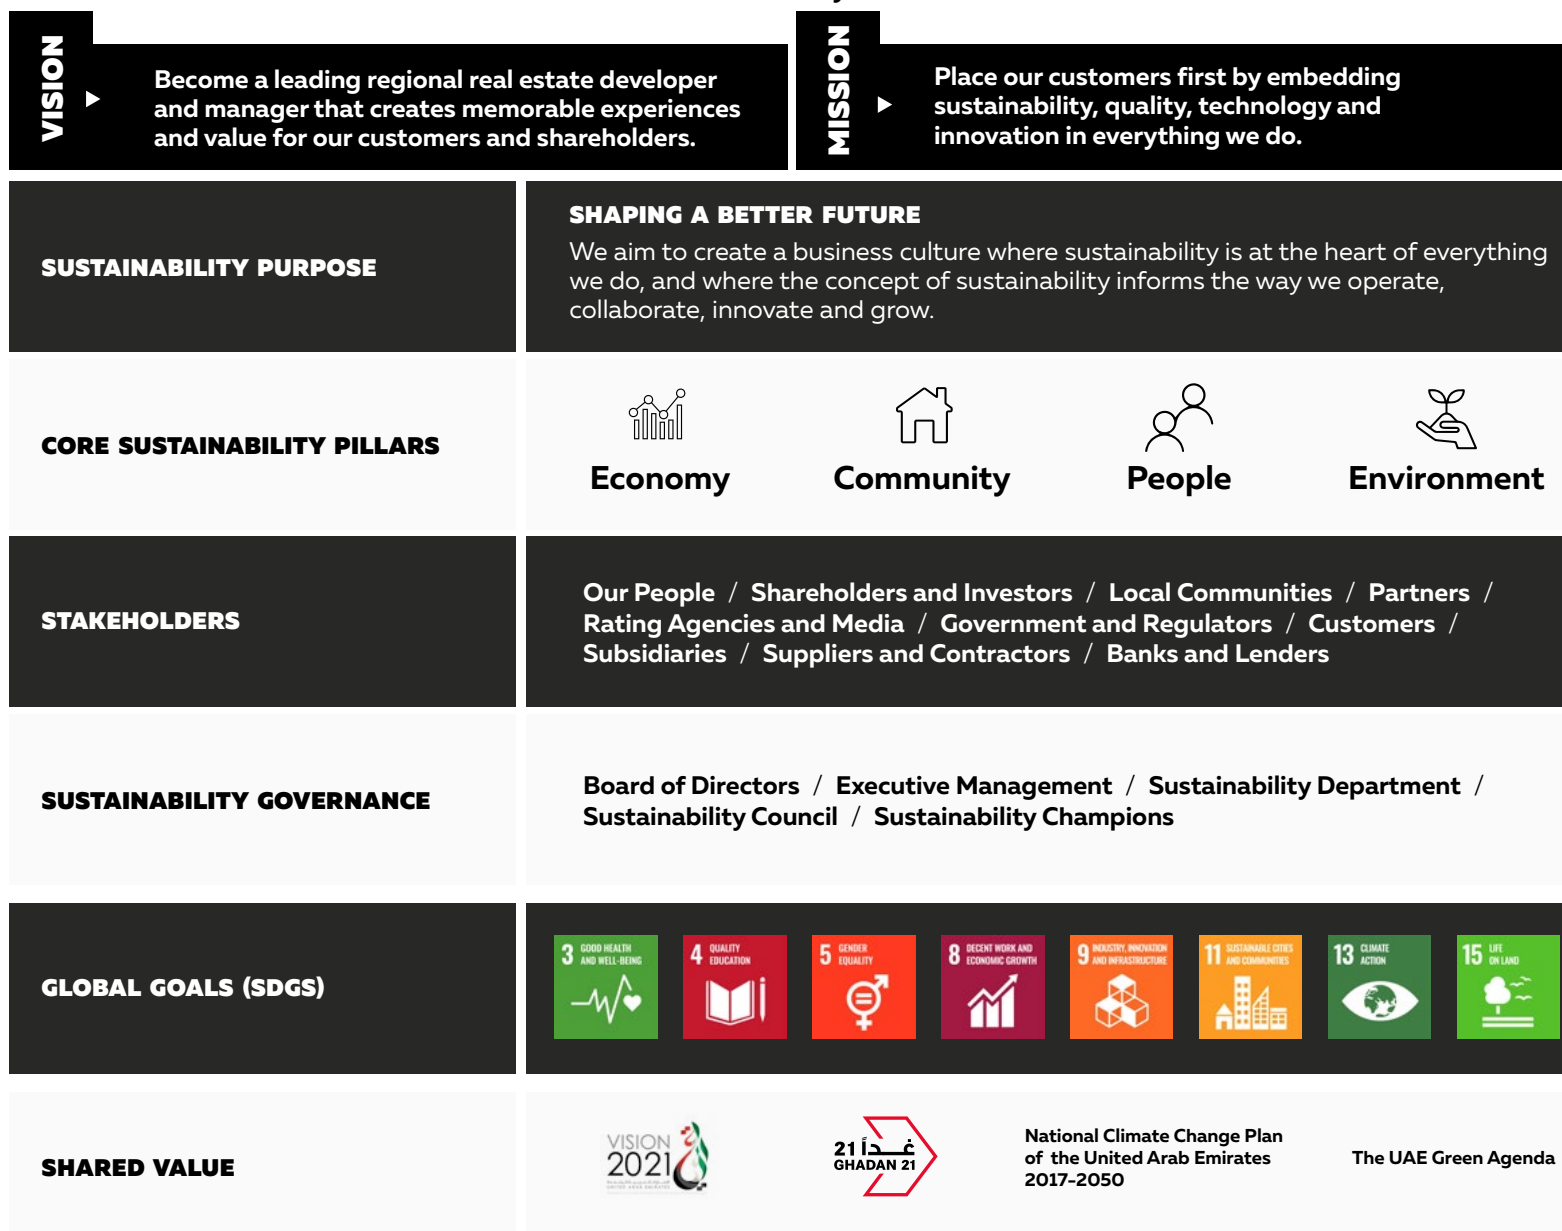 VISION
Become a leading regional real estate developer
and manager that creates memorable experiences
and value for our customers and shareholders.
MISSION
Place our customers first by embedding
sustainability, quality, technology and
innovation in everything we do.
SUSTAINABILITY PURPOSE
SHAPING A BETTER FUTURE
We aim to create a business culture where sustainability is at the heart of everything
we do, and where the concept of sustainability informs the way we operate,
collaborate, innovate and grow.
CORE SUSTAINABILITY PILLARS
Economy
Community
People
Environment
STAKEHOLDERS
Our People / Shareholders and Investors / Local Communities / Partners /
Rating Agencies and Media / Government and Regulators / Customers /
Subsidiaries / Suppliers and Contractors / Banks and Lenders
SUSTAINABILITY GOVERNANCE
Board of Directors / Executive Management / Sustainability Department /
Sustainability Council / Sustainability Champions
GLOBAL GOALS (SDGS)
3 GOOD HEALTH
AND WELL-BEING
4 QUALITY
EDUCATION
5 GENDER
EQUALITY
8 DECENT WORK AND
ECONOMIC GROWTH
9 INDUSTRY, INNOVATION
AND INFRASTRUCTURE
11 SUSTAINABLE CITIES
AND COMMUNITIES
13 CLIMATE
ACTION
15 LIFE
ON LAND
SHARED VALUE
VISION
2021
UNITED ARAB EMIRATES
غـــداً 21
GHADAN 21
National Climate Change Plan
of the United Arab Emirates
2017-2050
The UAE Green Agenda